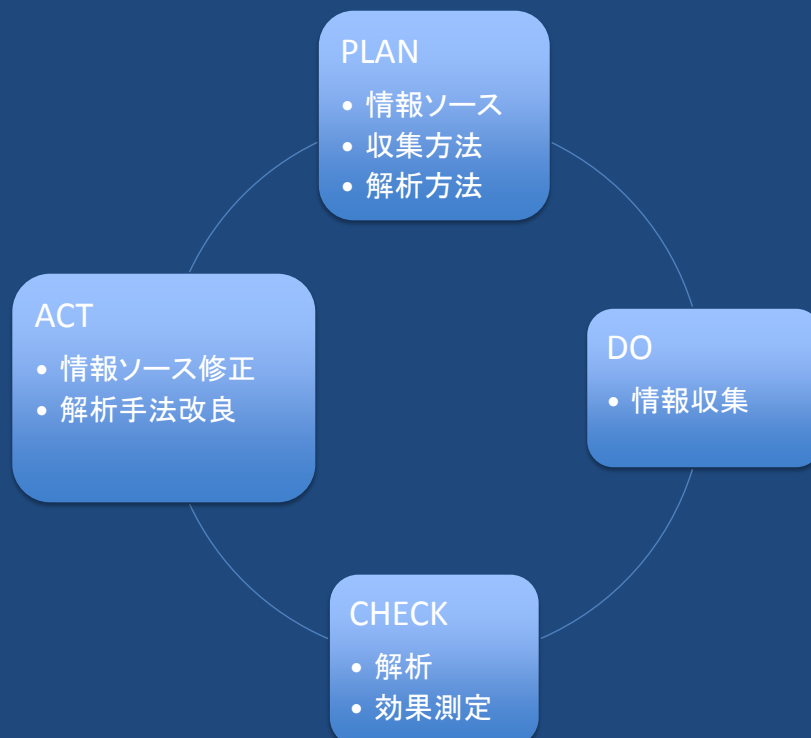 PLAN
• 情報ソース
• 収集方法
• 解析方法
ACT
• 情報ソース修正
• 解析手法改良
DO
• 情報収集
CHECK
• 解析
• 効果測定